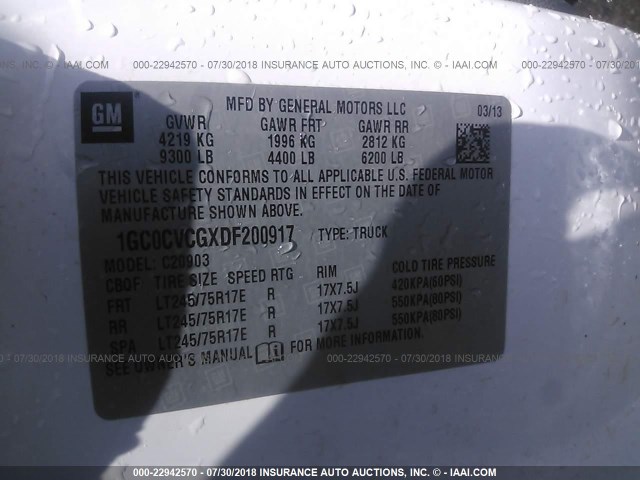 000-22942570 - 07/30/2018 INSURANCE AUTO AUCTIONS, INC. - IAAI.COM
GM
MFD BY GENERAL MOTORS LLC 03/13
GVWR GAWR FRT GAWR RR
4219 KG 1996 KG 2812 KG
9300 LB 4400 LB 6200 LB
THIS VEHICLE CONFORMS TO ALL APPLICABLE U.S. FEDERAL MOTOR
VEHICLE SAFETY STANDARDS IN EFFECT ON THE DATE OF
MANUFACTURE SHOWN ABOVE.
1GC0CVCGXDF200917 TYPE: TRUCK
MODEL: C20903
CBOF TIRE SIZE SPEED RTG RIM COLD TIRE PRESSURE
FRT LT245/75R17E R 17X7.5J 420KPA(60PSI)
RR LT245/75R17E R 17X7.5J 550KPA(80PSI)
SPA LT245/75R17E R 17X7.5J 550KPA(80PSI)
SEE OWNER'S MANUAL FOR MORE INFORMATION.
000-22942570 - 07/30/2018 INSURANCE AUTO AUCTIONS, INC. - IAAI.COM